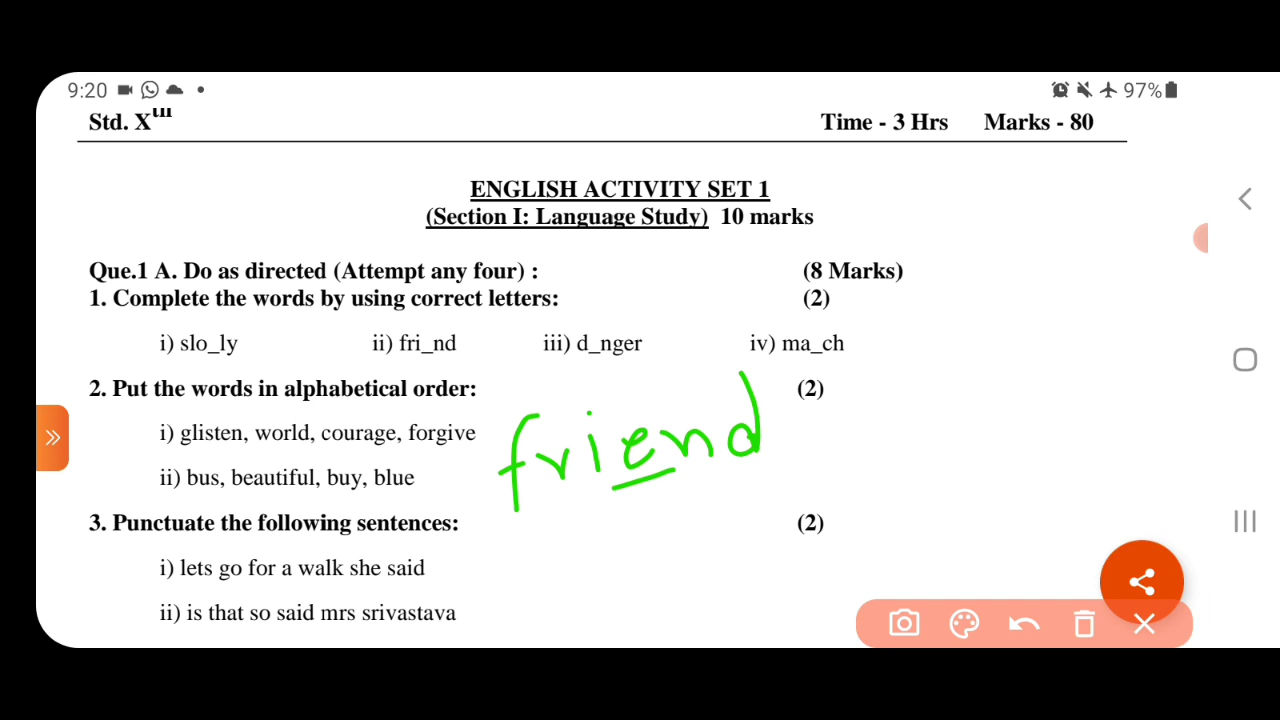 9:20 97%
Std. Xth Time - 3 Hrs Marks - 80
ENGLISH ACTIVITY SET 1
(Section I: Language Study) 10 marks
Que.1 A. Do as directed (Attempt any four) : (8 Marks)
1. Complete the words by using correct letters: (2)
i) slo_ly ii) fri_nd iii) d_nger iv) ma_ch
2. Put the words in alphabetical order: (2)
i) glisten, world, courage, forgive
friend
ii) bus, beautiful, buy, blue
3. Punctuate the following sentences: (2)
i) lets go for a walk she said
ii) is that so said mrs srivastava